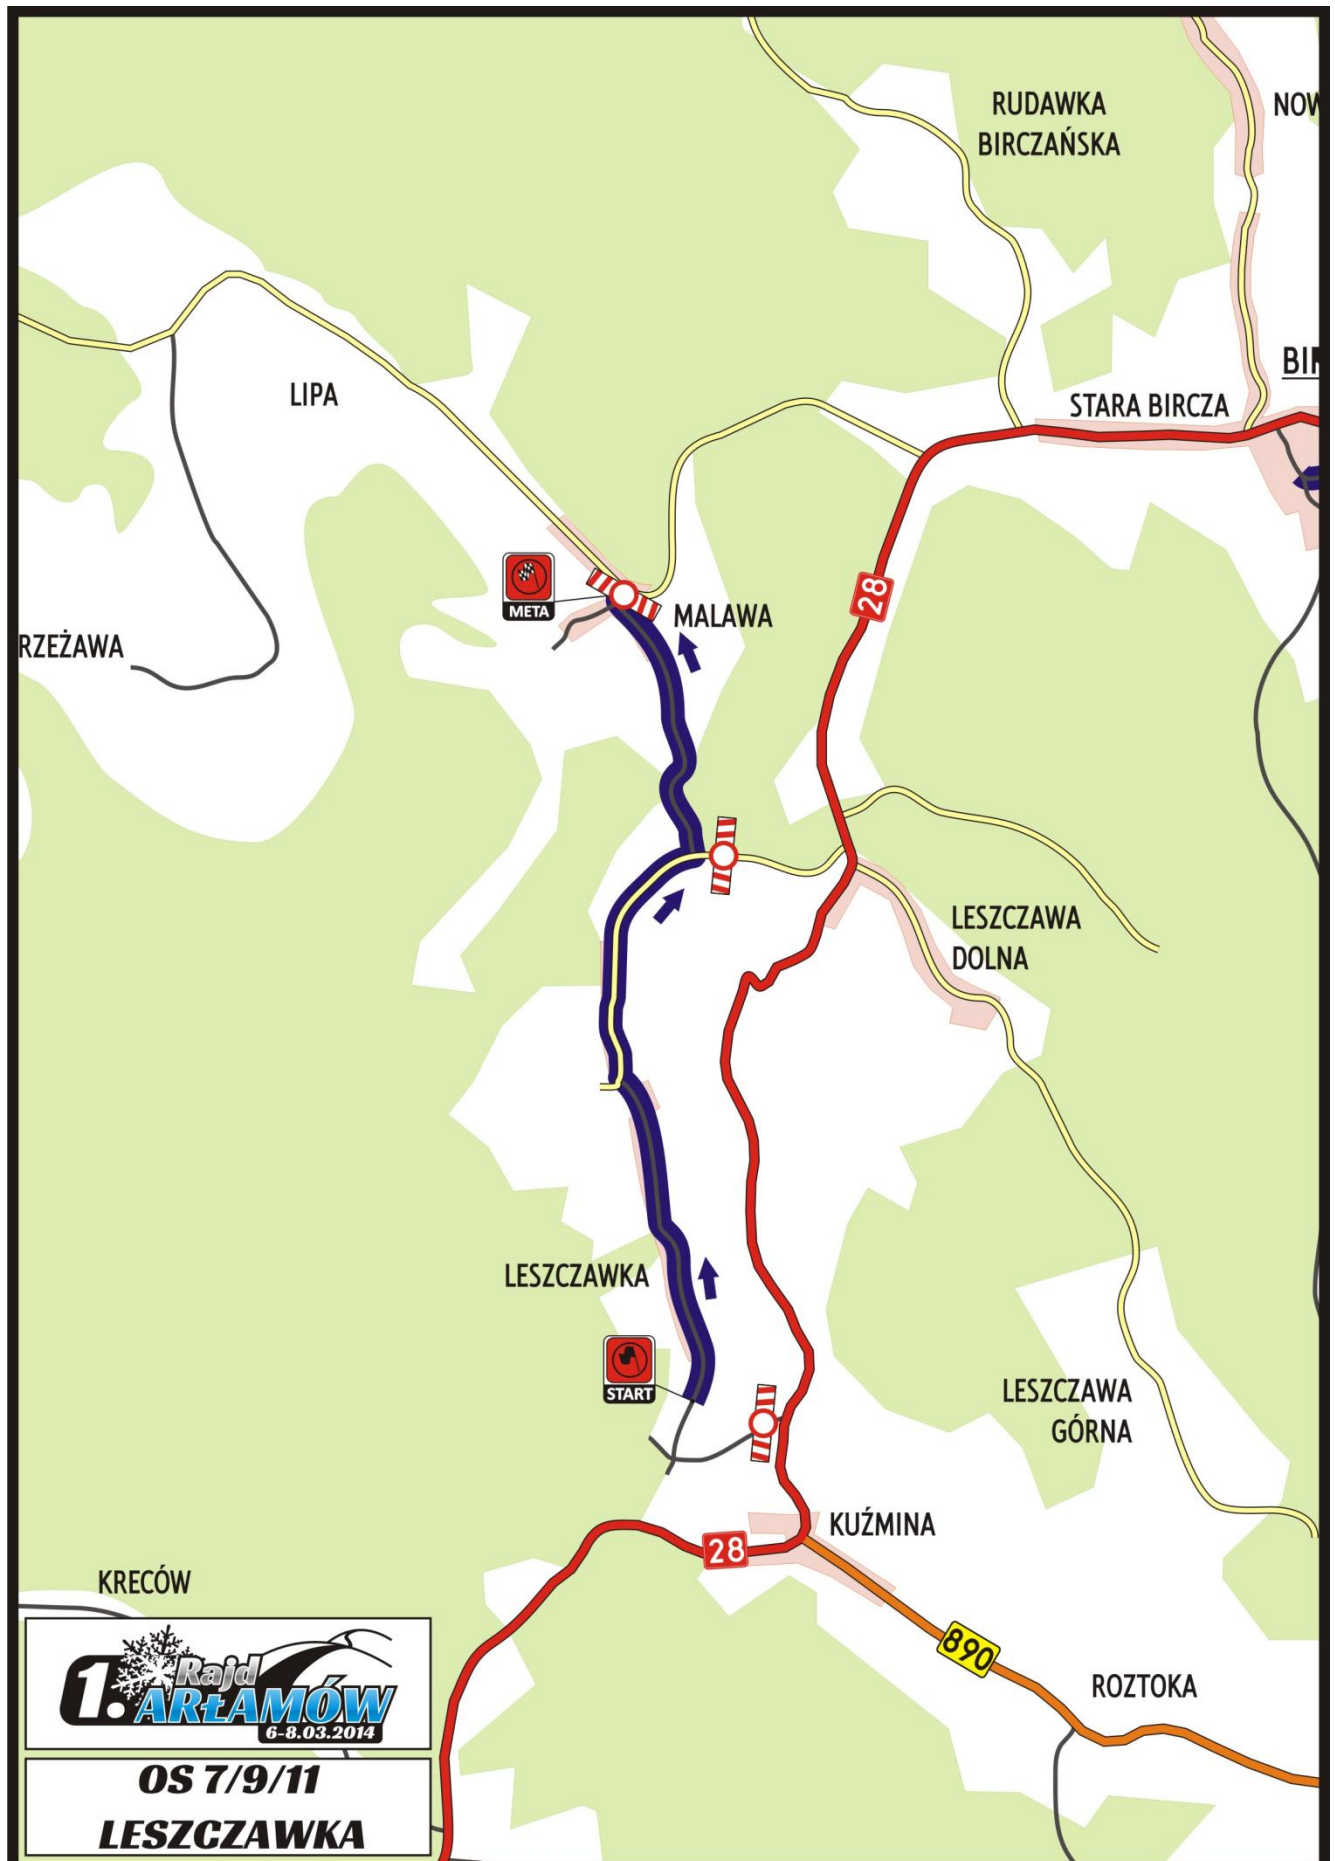 RUDAWKA
BIRCZAŃSKA
NOW
BIR
STARA BIRCZA
LIPA
META
MALAWA
28
RZEŻAWA
LESZCZAWA
DOLNA
LESZCZAWKA
START
LESZCZAWA
GÓRNA
KUŹMINA
28
KRECÓW
890
ROZTOKA
1. Rajd
ARŁAMÓW
6-8.03.2014
OS 7/9/11
LESZCZAWKA